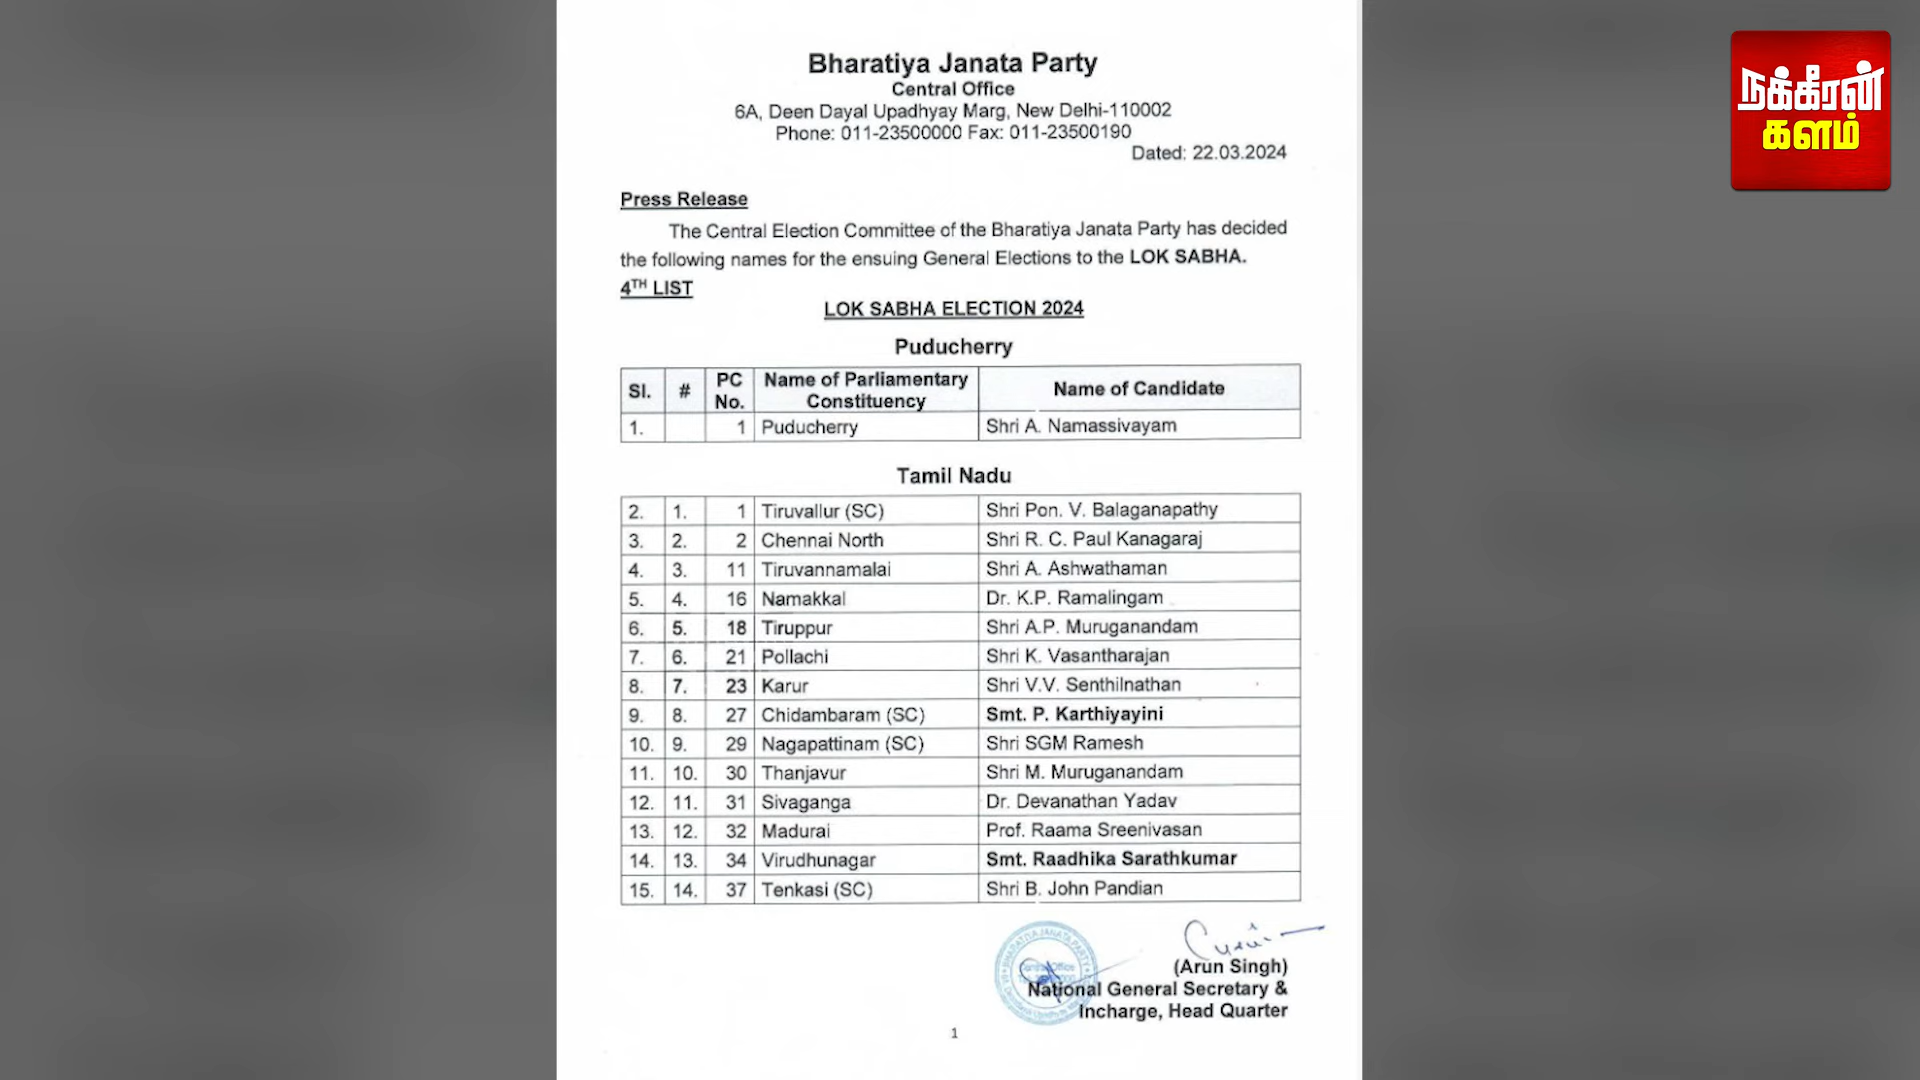 Bharatiya Janata Party
Central Office
6A, Deen Dayal Upadhyay Marg, New Delhi-110002
Phone: 011-23500000 Fax: 011-23500190
Dated: 22.03.2024
நக்கீரன்
களம்
Press Release
The Central Election Committee of the Bharatiya Janata Party has decided
the following names for the ensuing General Elections to the LOK SABHA.
4TH LIST
LOK SABHA ELECTION 2024
Puducherry
Sl. # PC No. Name of Parliamentary Constituency Name of Candidate
1. 1 Puducherry Shri A. Namassivayam
Tamil Nadu
2. 1. 1 Tiruvallur (SC) Shri Pon. V. Balaganapathy
3. 2. 2 Chennai North Shri R. C. Paul Kanagaraj
4. 3. 11 Tiruvannamalai Shri A. Ashwathaman
5. 4. 16 Namakkal Dr. K.P. Ramalingam
6. 5. 18 Tiruppur Shri A.P. Muruganandam
7. 6. 21 Pollachi Shri K. Vasantharajan
8. 7. 23 Karur Shri V.V. Senthilnathan
9. 8. 27 Chidambaram (SC) Smt. P. Karthiyayini
10. 9. 29 Nagapattinam (SC) Shri SGM Ramesh
11. 10. 30 Thanjavur Shri M. Muruganandam
12. 11. 31 Sivaganga Dr. Devanathan Yadav
13. 12. 32 Madurai Prof. Raama Sreenivasan
14. 13. 34 Virudhunagar Smt. Raadhika Sarathkumar
15. 14. 37 Tenkasi (SC) Shri B. John Pandian
BHARATIYA JANATA PARTY
Central Office
(Arun Singh)
National General Secretary &
Incharge, Head Quarter
1